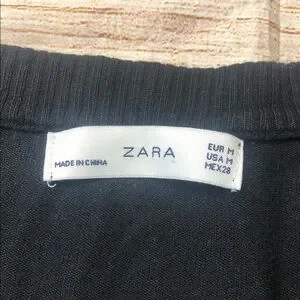 MADE IN CHINA
ZARA
EUR M
USA M
MEX 28